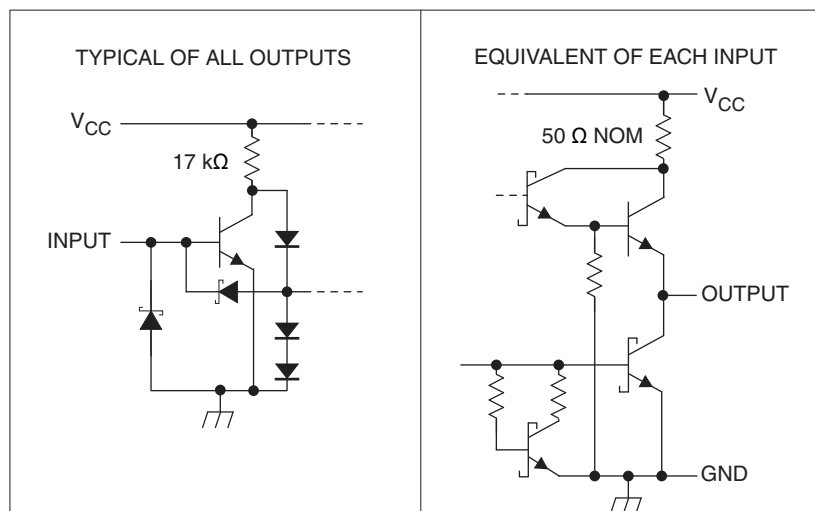 TYPICAL OF ALL OUTPUTS
VCC
17 kΩ
INPUT
EQUIVALENT OF EACH INPUT
VCC
50 Ω NOM
OUTPUT
GND